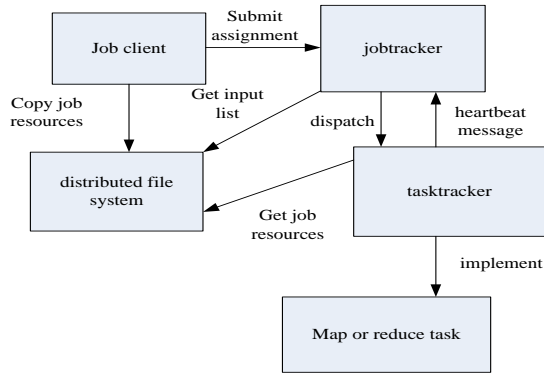 Job client
Submit
assignment
jobtracker
Copy job
resources
Get input
list
dispatch
heartbeat
message
distributed file
system
tasktracker
Get job
resources
implement
Map or reduce task